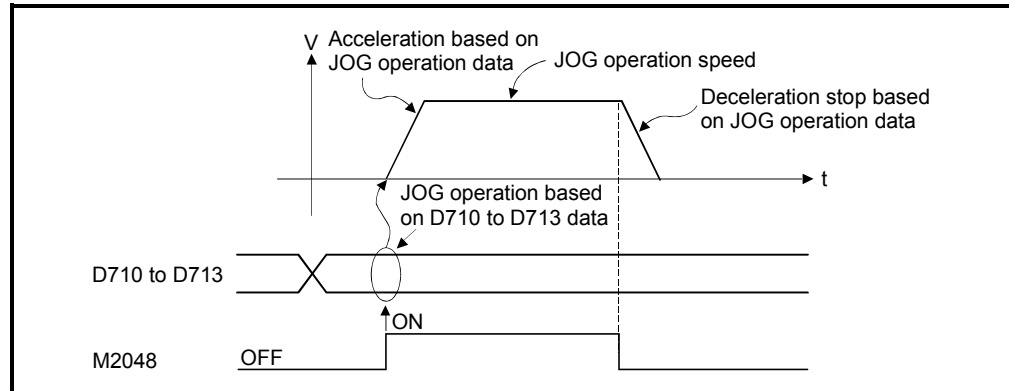 V
Acceleration based on
JOG operation data
JOG operation speed
Deceleration stop based
on JOG operation data
t
JOG operation based
on D710 to D713 data
D710 to D713
ON
M2048
OFF